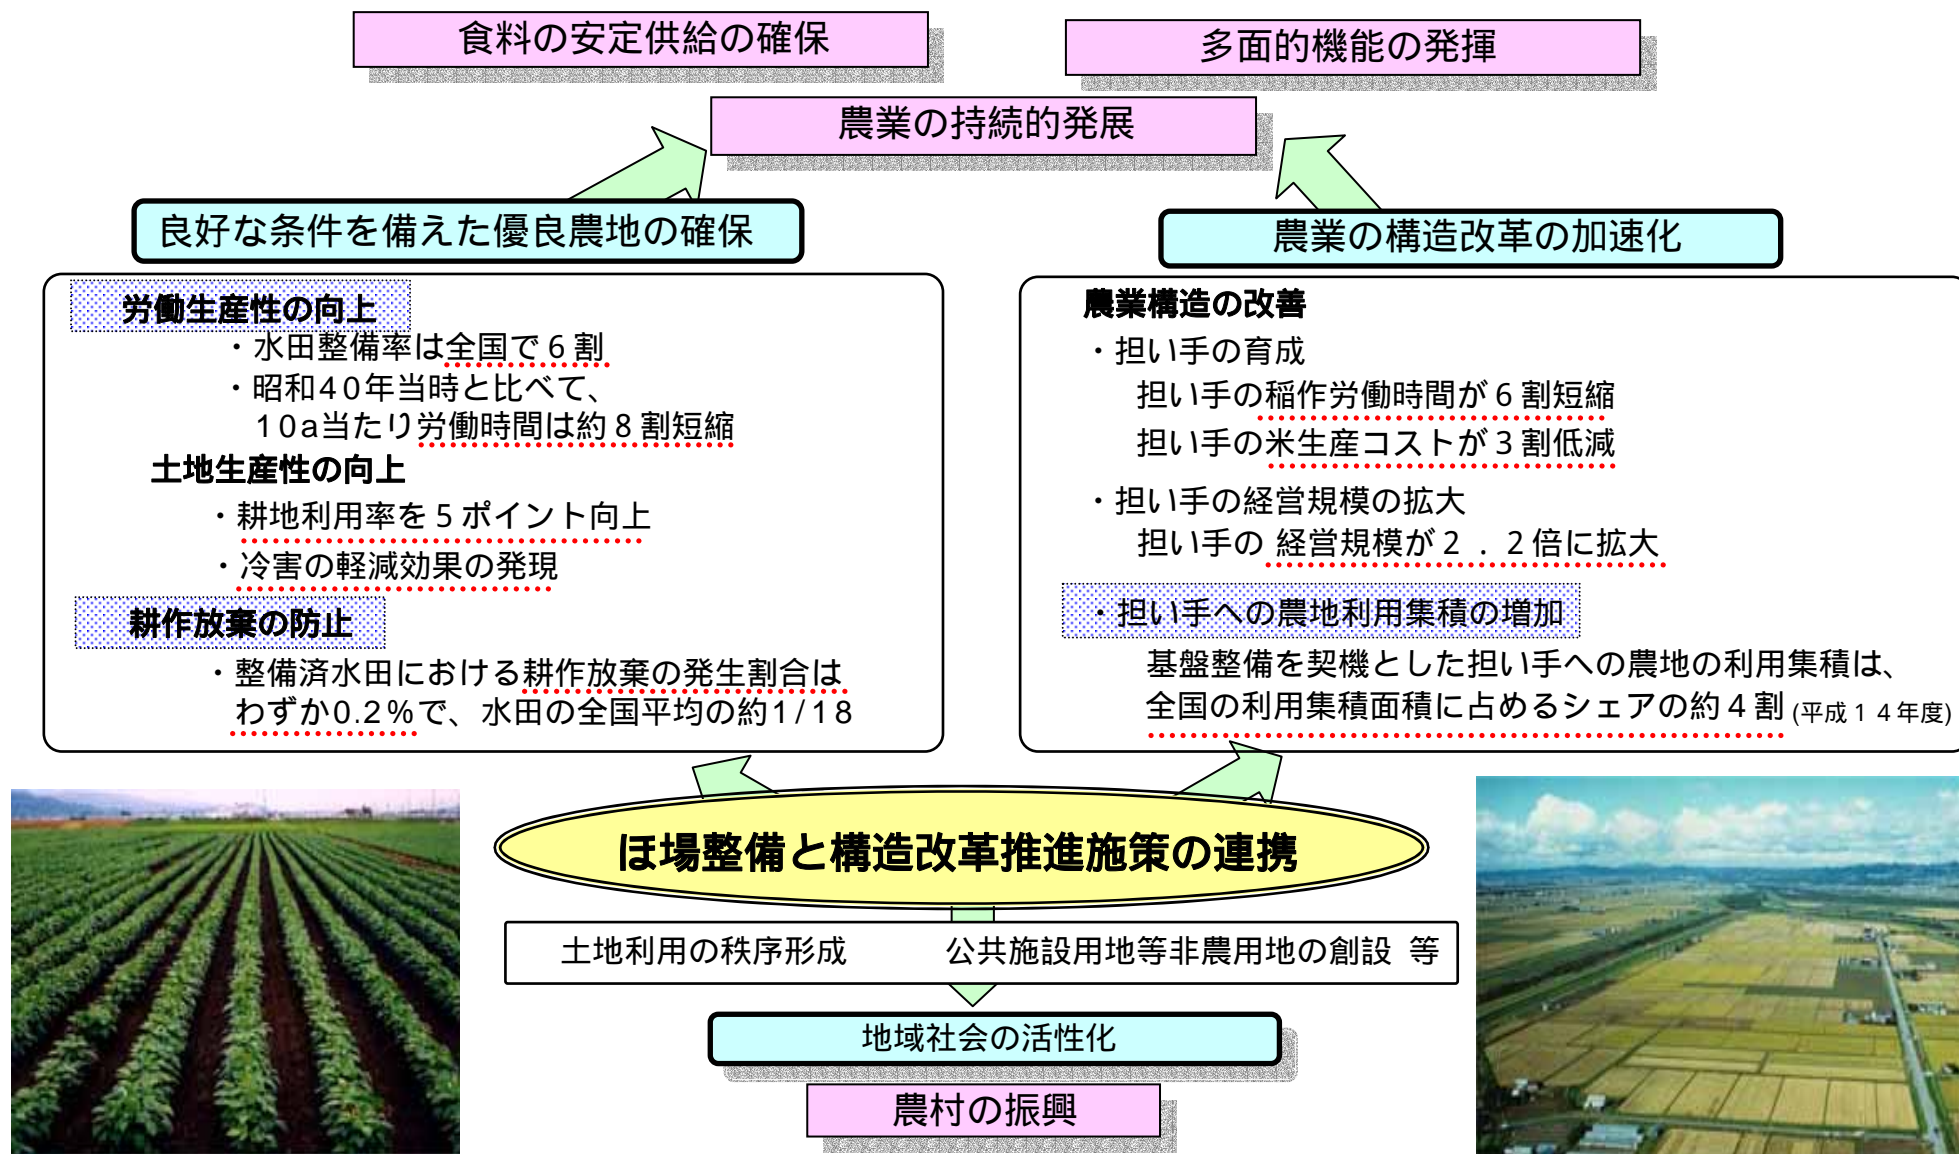 食料の安定供給の確保
多面的機能の発揮
農業の持続的発展
良好な条件を備えた優良農地の確保
労働生産性の向上
・水田整備率は全国で6割
・昭和40年当時と比べて、
10a当たり労働時間は約8割短縮
土地生産性の向上
・耕地利用率を5ポイント向上
・冷害の軽減効果の発現
耕作放棄の防止
・整備済水田における耕作放棄の発生割合は
わずか0.2%で、水田の全国平均の約1/18
農業の構造改革の加速化
農業構造の改善
・担い手の育成
担い手の稲作労働時間が6割短縮
担い手の米生産コストが3割低減
・担い手の経営規模の拡大
担い手の 経営規模が2.2倍に拡大
・担い手への農地利用集積の増加
基盤整備を契機とした担い手への農地の利用集積は、
全国の利用集積面積に占めるシェアの約4割 (平成14年度)
ほ場整備と構造改革推進施策の連携
土地利用の秩序形成 公共施設用地等非農用地の創設 等
地域社会の活性化
農村の振興